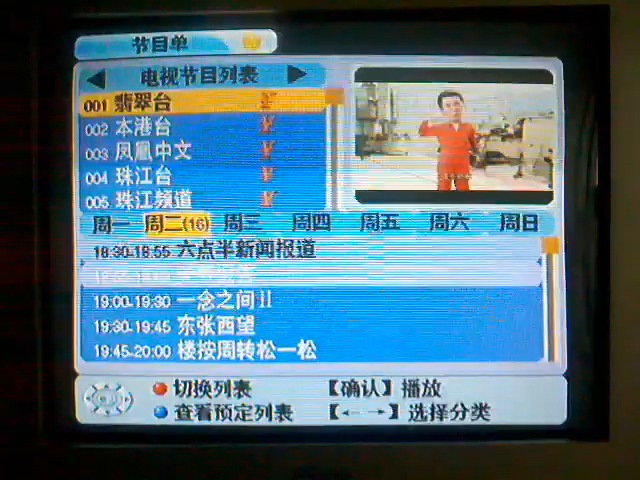 节目单
电视节目列表
001 翡翠台
002 本港台
003 凤凰中文
004 珠江台
005 珠江频道
周一 周二(16) 周三 周四 周五 周六 周日
18:30-18:55 六点半新闻报道
19:00-19:30 一念之间II
19:30-19:45 东张西望
19:45-20:00 楼按周转松一松
切换列表 【确认】播放
查看预定列表 【←→】选择分类